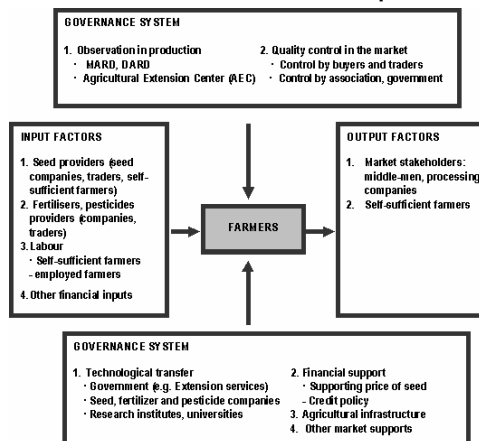 GOVERNANCE SYSTEM
1. Observation in production
· MARD, DARD
· Agricultural Extension Center (AEC)
2. Quality control in the market
· Control by buyers and traders
· Control by association, government
INPUT FACTORS
1. Seed providers (seed
companies, traders, self-
sufficient farmers)
2. Fertilisers, pesticides
providers (companies,
traders)
3. Labour
· Self-sufficient farmers
- employed farmers
4. Other financial inputs
FARMERS
OUTPUT FACTORS
1. Market stakeholders:
middle-men, processing
companies
2. Self-sufficient farmers
GOVERNANCE SYSTEM
1. Technological transfer
· Government (e.g. Extension services)
· Seed, fertilizer and pesticide companies
· Research institutes, universities
2. Financial support
· Supporting price of seed
- Credit policy
3. Agricultural infrastructure
4. Other market supports